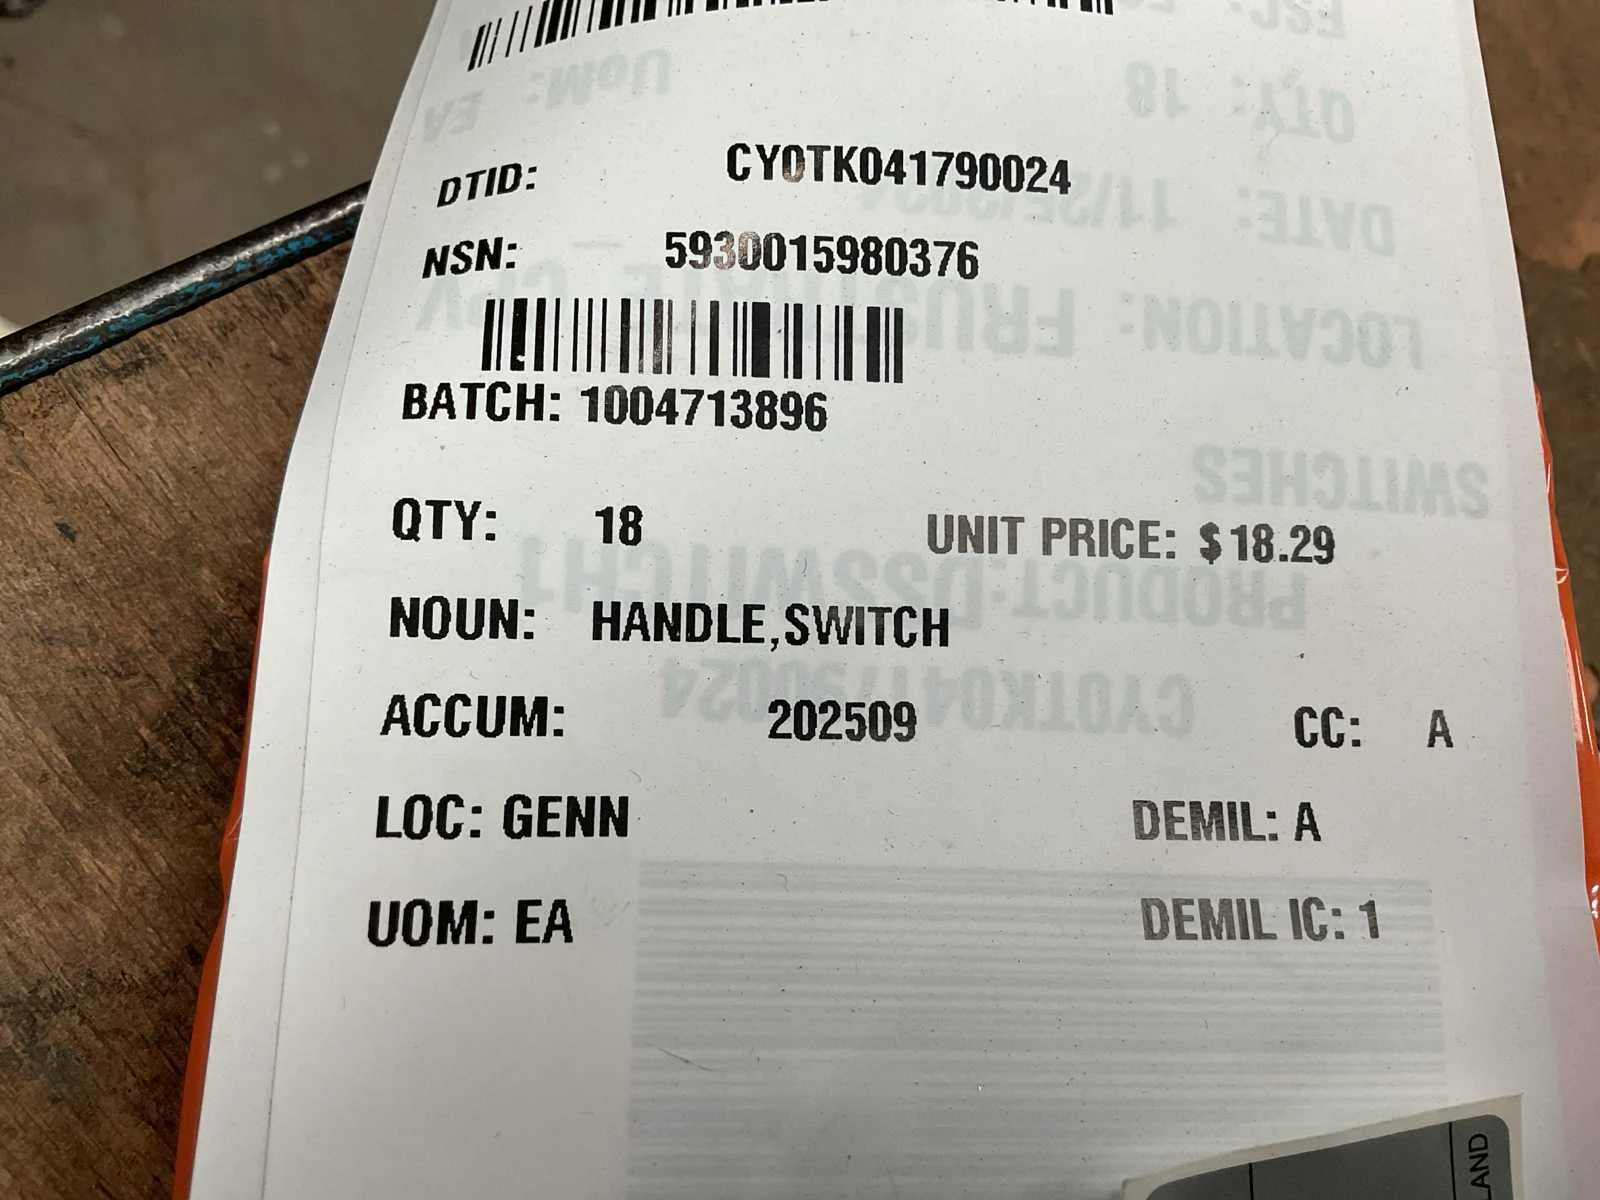 DTID: CY0TK041790024
NSN: 5930015980376
BATCH: 1004713896
QTY: 18 UNIT PRICE: $18.29
NOUN: HANDLE,SWITCH
ACCUM: 202509 CC: A
LOC: GENN DEMIL: A
UOM: EA DEMIL IC: 1